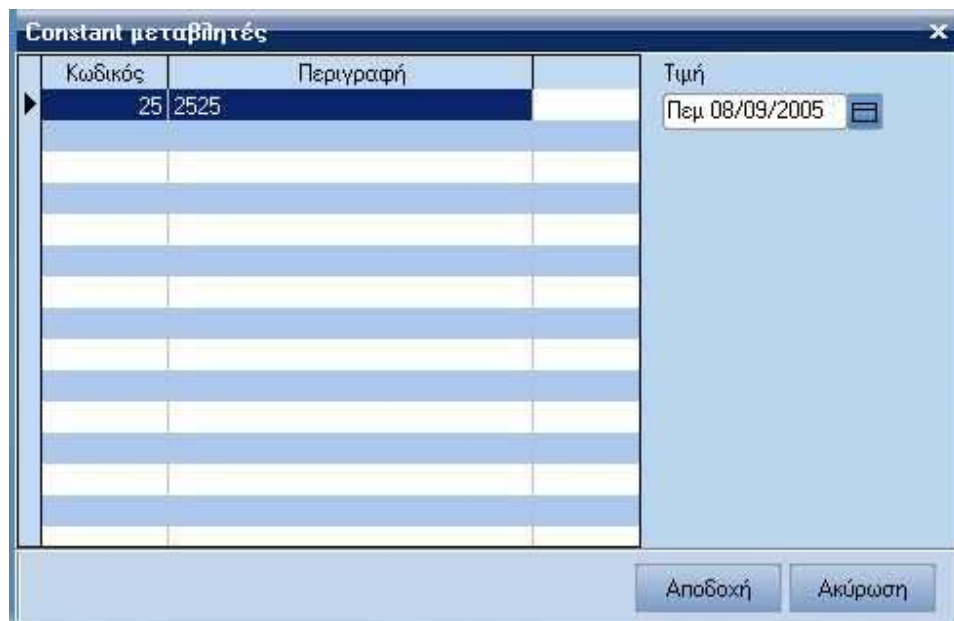 Constant μεταβλητές
Κωδικός Περιγραφή
25 2525
Τιμή
Πεμ 08/09/2005
Αποδοχή Ακύρωση